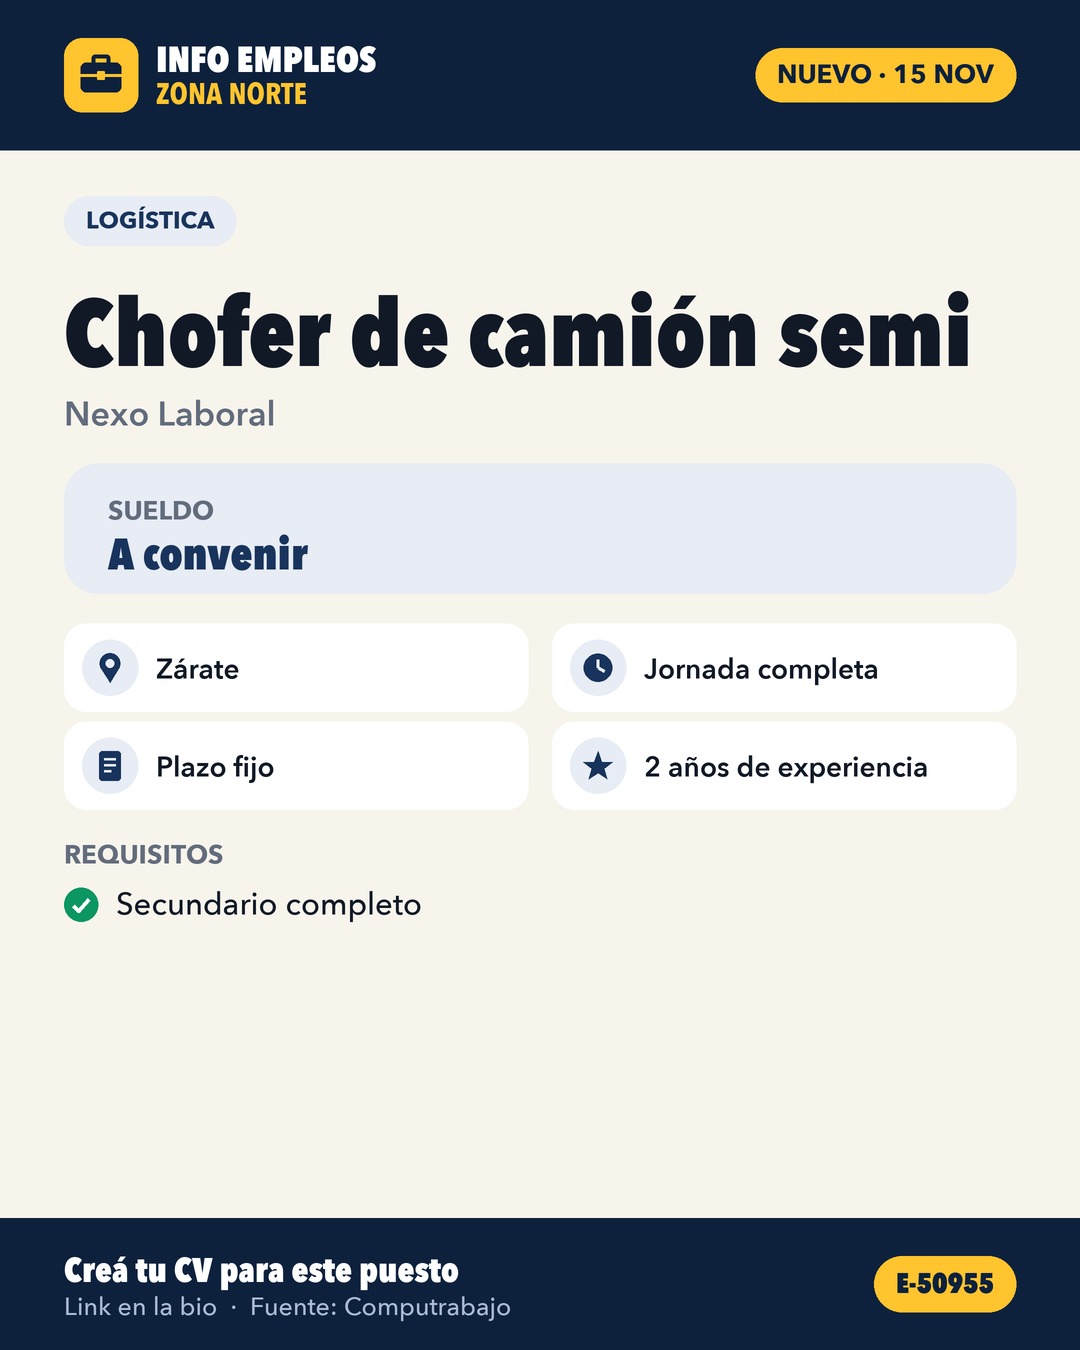 INFO EMPLEOS
ZONA NORTE
NUEVO · 15 NOV
LOGÍSTICA
Chofer de camión semi
Nexo Laboral
SUELDO
A convenir
Zárate
Jornada completa
Plazo fijo
2 años de experiencia
REQUISITOS
Secundario completo
Creá tu CV para este puesto
Link en la bio · Fuente: Computrabajo
E-50955